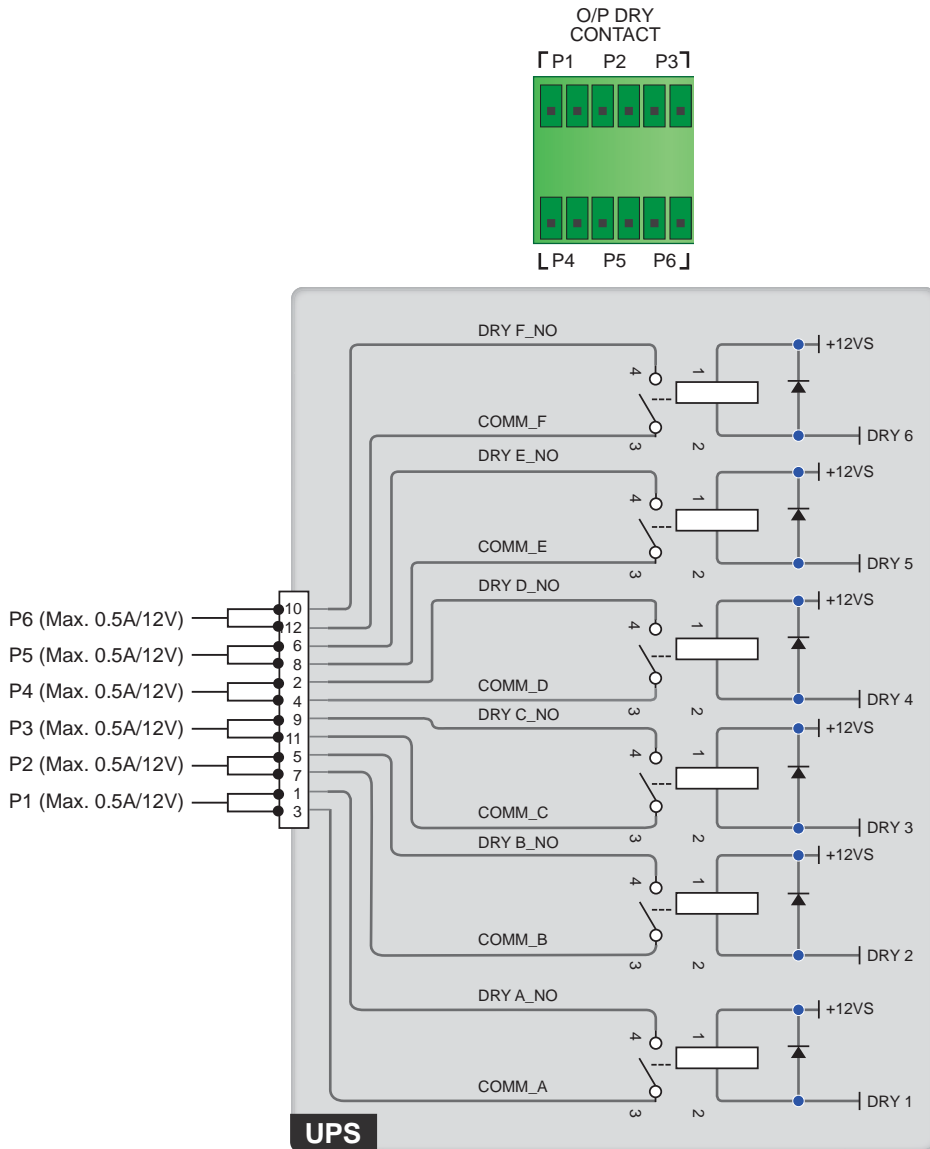 O/P DRY
CONTACT
P1 P2 P3
P4 P5 P6
DRY F_NO
4 1 +12VS
COMM_F
3 2 DRY 6
DRY E_NO
4 1 +12VS
COMM_E
3 2 DRY 5
DRY D_NO
4 1 +12VS
COMM_D
3 2 DRY 4
DRY C_NO
4 1 +12VS
COMM_C
3 2 DRY 3
DRY B_NO
4 1 +12VS
COMM_B
3 2 DRY 2
DRY A_NO
4 1 +12VS
COMM_A
3 2 DRY 1
P6 (Max. 0.5A/12V) 10
12
P5 (Max. 0.5A/12V) 6
8
P4 (Max. 0.5A/12V) 2
4
P3 (Max. 0.5A/12V) 9
11
P2 (Max. 0.5A/12V) 5
7
P1 (Max. 0.5A/12V) 1
3
UPS